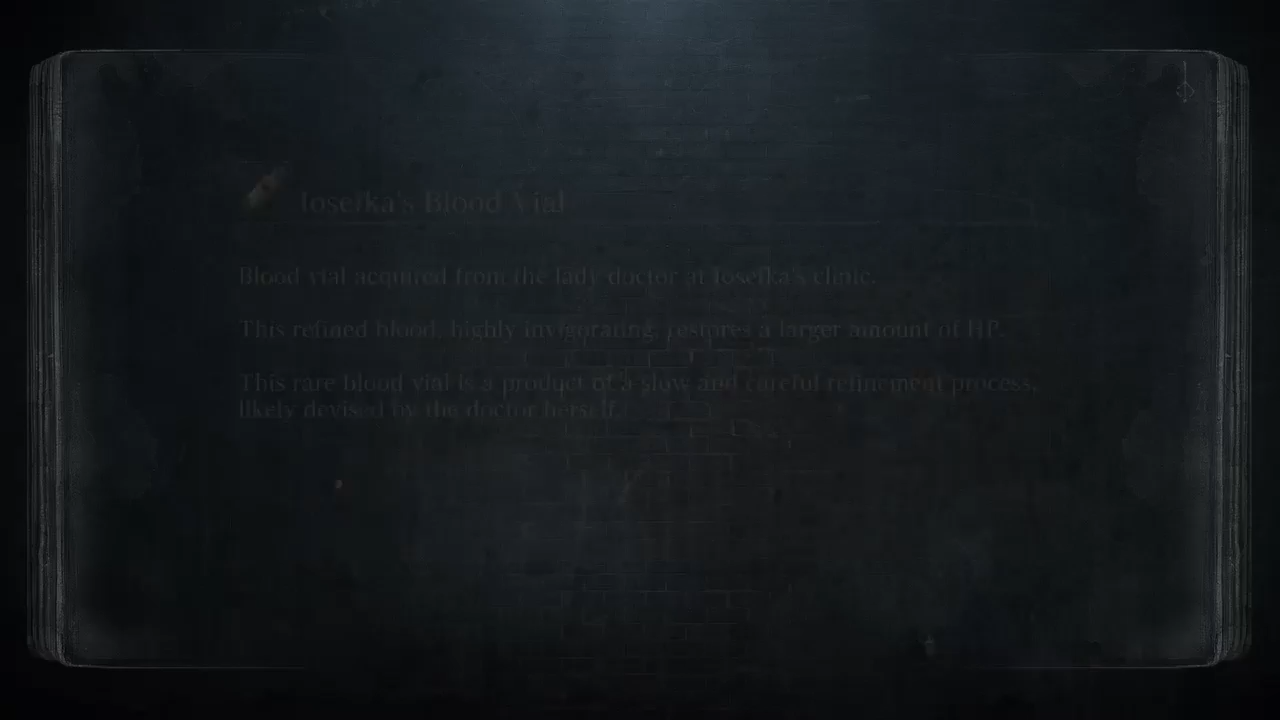 Iosefka's Blood Vial
Blood vial acquired from the lady doctor at Iosefka's clinic.
This refined blood, highly invigorating, restores a larger amount of HP.
This rare blood vial is a product of a slow and careful refinement process,
likely devised by the doctor herself.